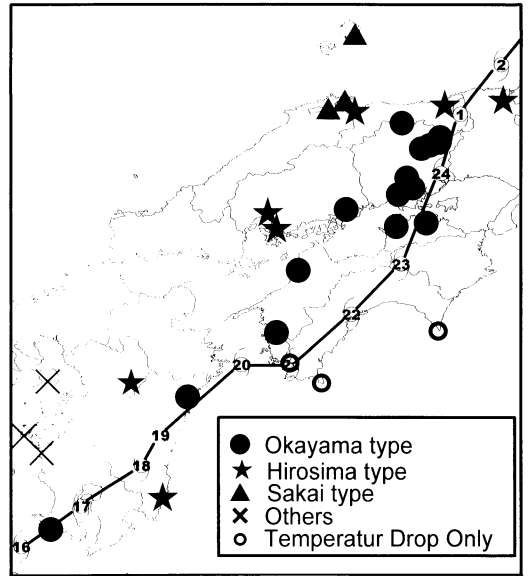 2
1
24
23
22
21
20
19
18
17
16
Okayama type
Hirosima type
Sakai type
Others
Temperatur Drop Only